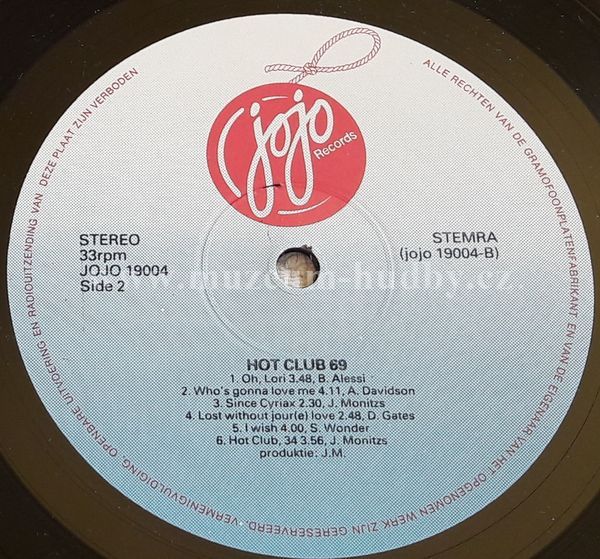 jojo
Records
ALLE RECHTEN VAN DE GRAMOFOONPLATENFABRIKANT EN VAN DE EIGENAAR VAN HET OPGENOMEN WERK ZIJN GERESERVEERD. VERMENIGVULDIGING, OPENBARE UITVOERING EN RADIOUITZENDING VAN DEZE PLAAT ZIJN VERBODEN
STEREO
33rpm
JOJO 19004
Side 2
STEMRA
(jojo 19004-B)
www.muzeum-hudby.cz
HOT CLUB 69
1. Oh, Lori 3.48, B. Alessi
2. Who's gonna love me 4.11, A. Davidson
3. Since Cyriax 2.30, J. Monitzs
4. Lost without jour(e) love 2.48, D. Gates
5. I wish 4.00, S. Wonder
6. Hot Club, 34 3.56, J. Monitzs
produktie: J.M.